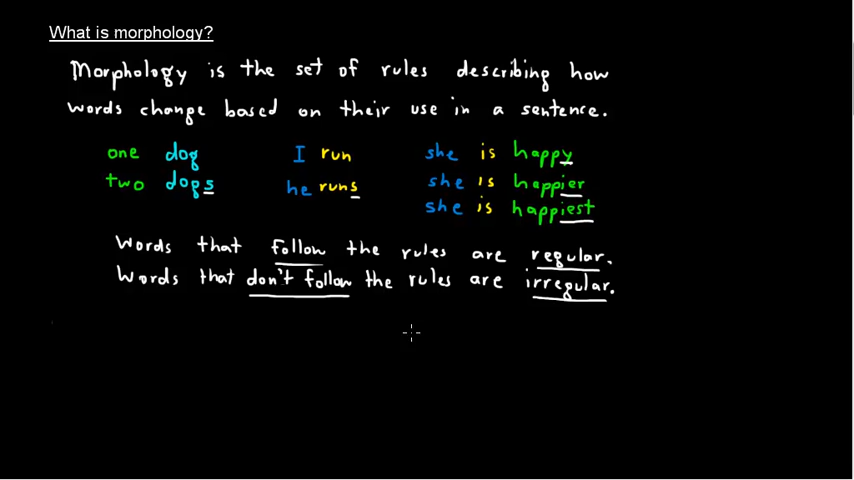 What is morphology?
Morphology is the set of rules describing how
words change based on their use in a sentence.
one dog I run she is happy
two dogs he runs she is happier
she is happiest
Words that follow the rules are regular.
Words that don't follow the rules are irregular.